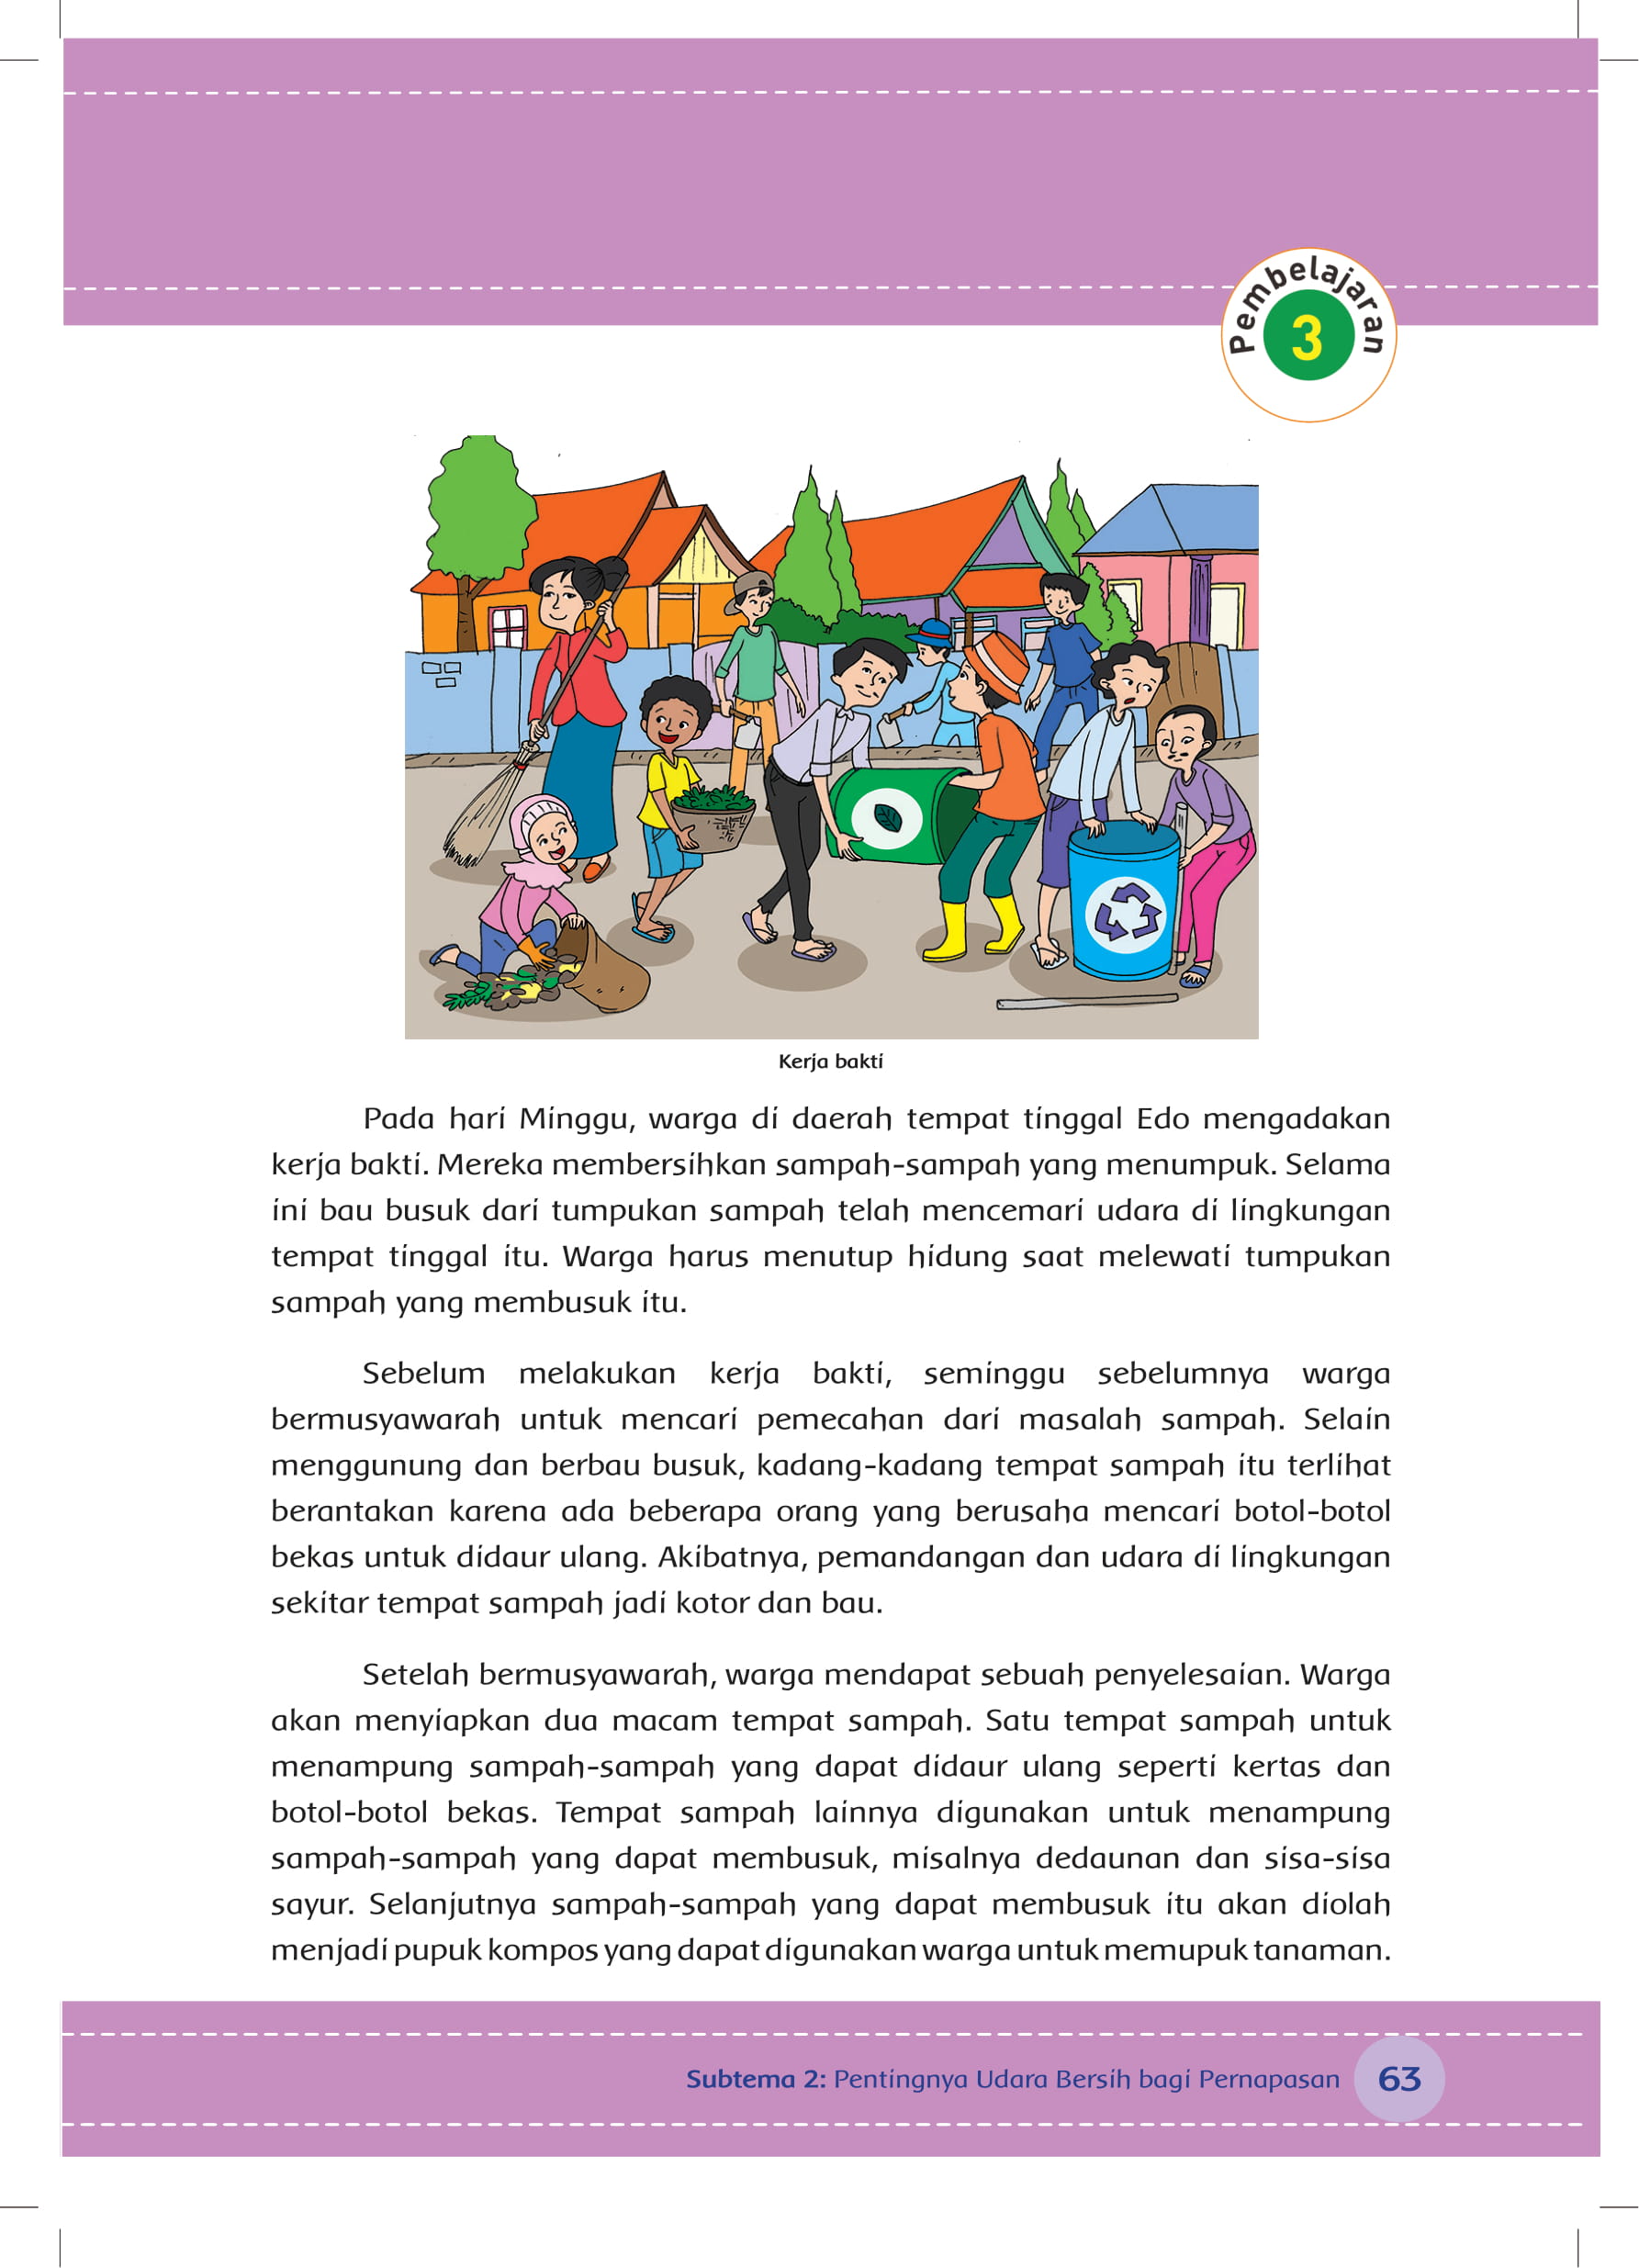 Pembelajaran
3
Kerja bakti
Pada hari Minggu, warga di daerah tempat tinggal Edo mengadakan
kerja bakti. Mereka membersihkan sampah-sampah yang menumpuk. Selama
ini bau busuk dari tumpukan sampah telah mencemari udara di lingkungan
tempat tinggal itu. Warga harus menutup hidung saat melewati tumpukan
sampah yang membusuk itu.
Sebelum melakukan kerja bakti, seminggu sebelumnya warga
bermusyawarah untuk mencari pemecahan dari masalah sampah. Selain
menggunung dan berbau busuk, kadang-kadang tempat sampah itu terlihat
berantakan karena ada beberapa orang yang berusaha mencari botol-botol
bekas untuk didaur ulang. Akibatnya, pemandangan dan udara di lingkungan
sekitar tempat sampah jadi kotor dan bau.
Setelah bermusyawarah, warga mendapat sebuah penyelesaian. Warga
akan menyiapkan dua macam tempat sampah. Satu tempat sampah untuk
menampung sampah-sampah yang dapat didaur ulang seperti kertas dan
botol-botol bekas. Tempat sampah lainnya digunakan untuk menampung
sampah-sampah yang dapat membusuk, misalnya dedaunan dan sisa-sisa
sayur. Selanjutnya sampah-sampah yang dapat membusuk itu akan diolah
menjadi pupuk kompos yang dapat digunakan warga untuk memupuk tanaman.
Subtema 2: Pentingnya Udara Bersih bagi Pernapasan 63